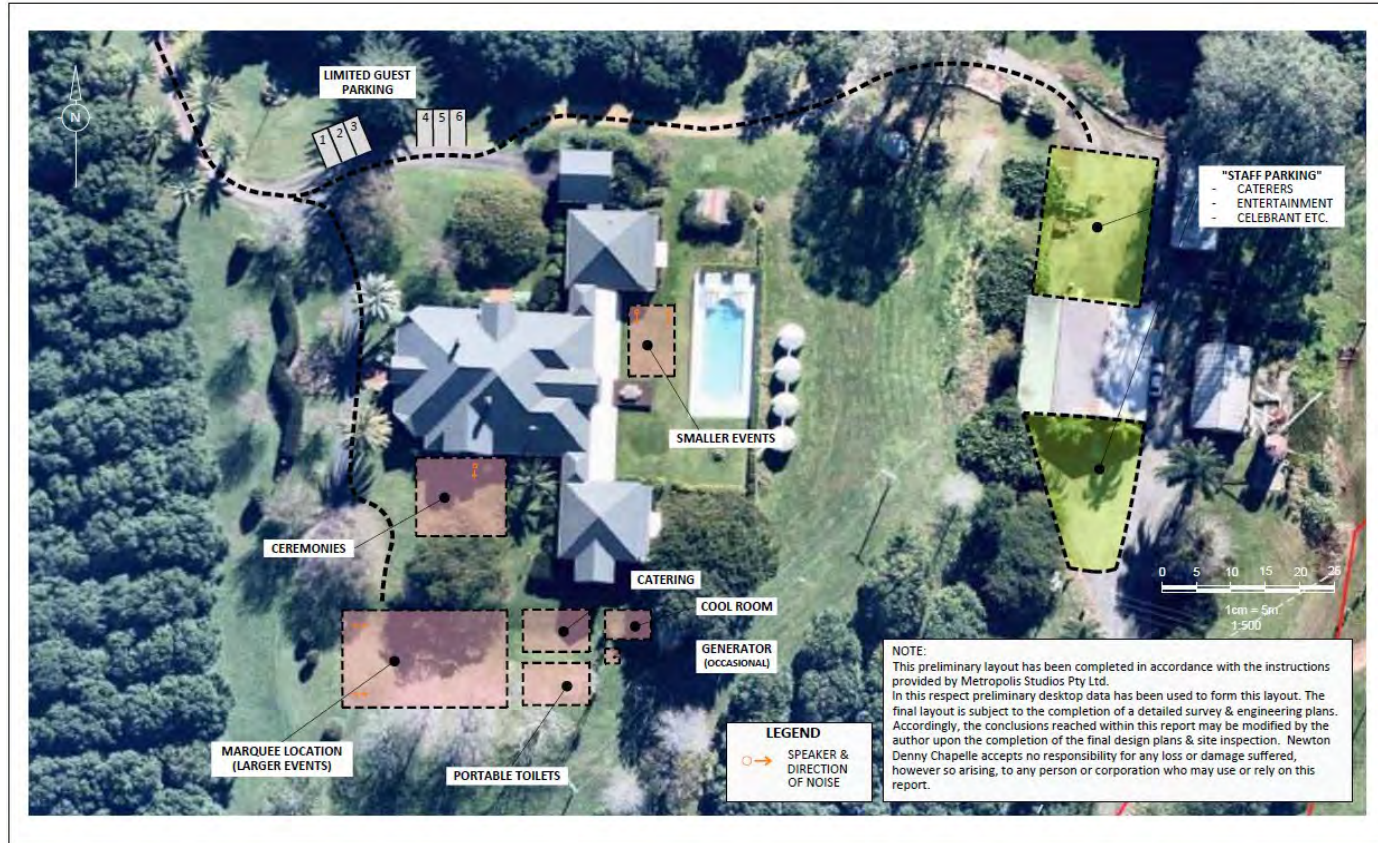 LIMITED GUEST
PARKING
N
1 2 3
4 5 6
"STAFF PARKING"
- CATERERS
- ENTERTAINMENT
- CELEBRANT ETC.
SMALLER EVENTS
CEREMONIES
CATERING
COOL ROOM
GENERATOR
(OCCASIONAL)
MARQUEE LOCATION
(LARGER EVENTS)
PORTABLE TOILETS
0 5 10 15 20 25
1cm = 5m
1:500
LEGEND
SPEAKER &
DIRECTION
OF NOISE
NOTE:
This preliminary layout has been completed in accordance with the instructions
provided by Metropolis Studios Pty Ltd.
In this respect preliminary desktop data has been used to form this layout. The
final layout is subject to the completion of a detailed survey & engineering plans.
Accordingly, the conclusions reached within this report may be modified by the
author upon the completion of the final design plans & site inspection. Newton
Denny Chapelle accepts no responsibility for any loss or damage suffered,
however so arising, to any person or corporation who may use or rely on this
report.